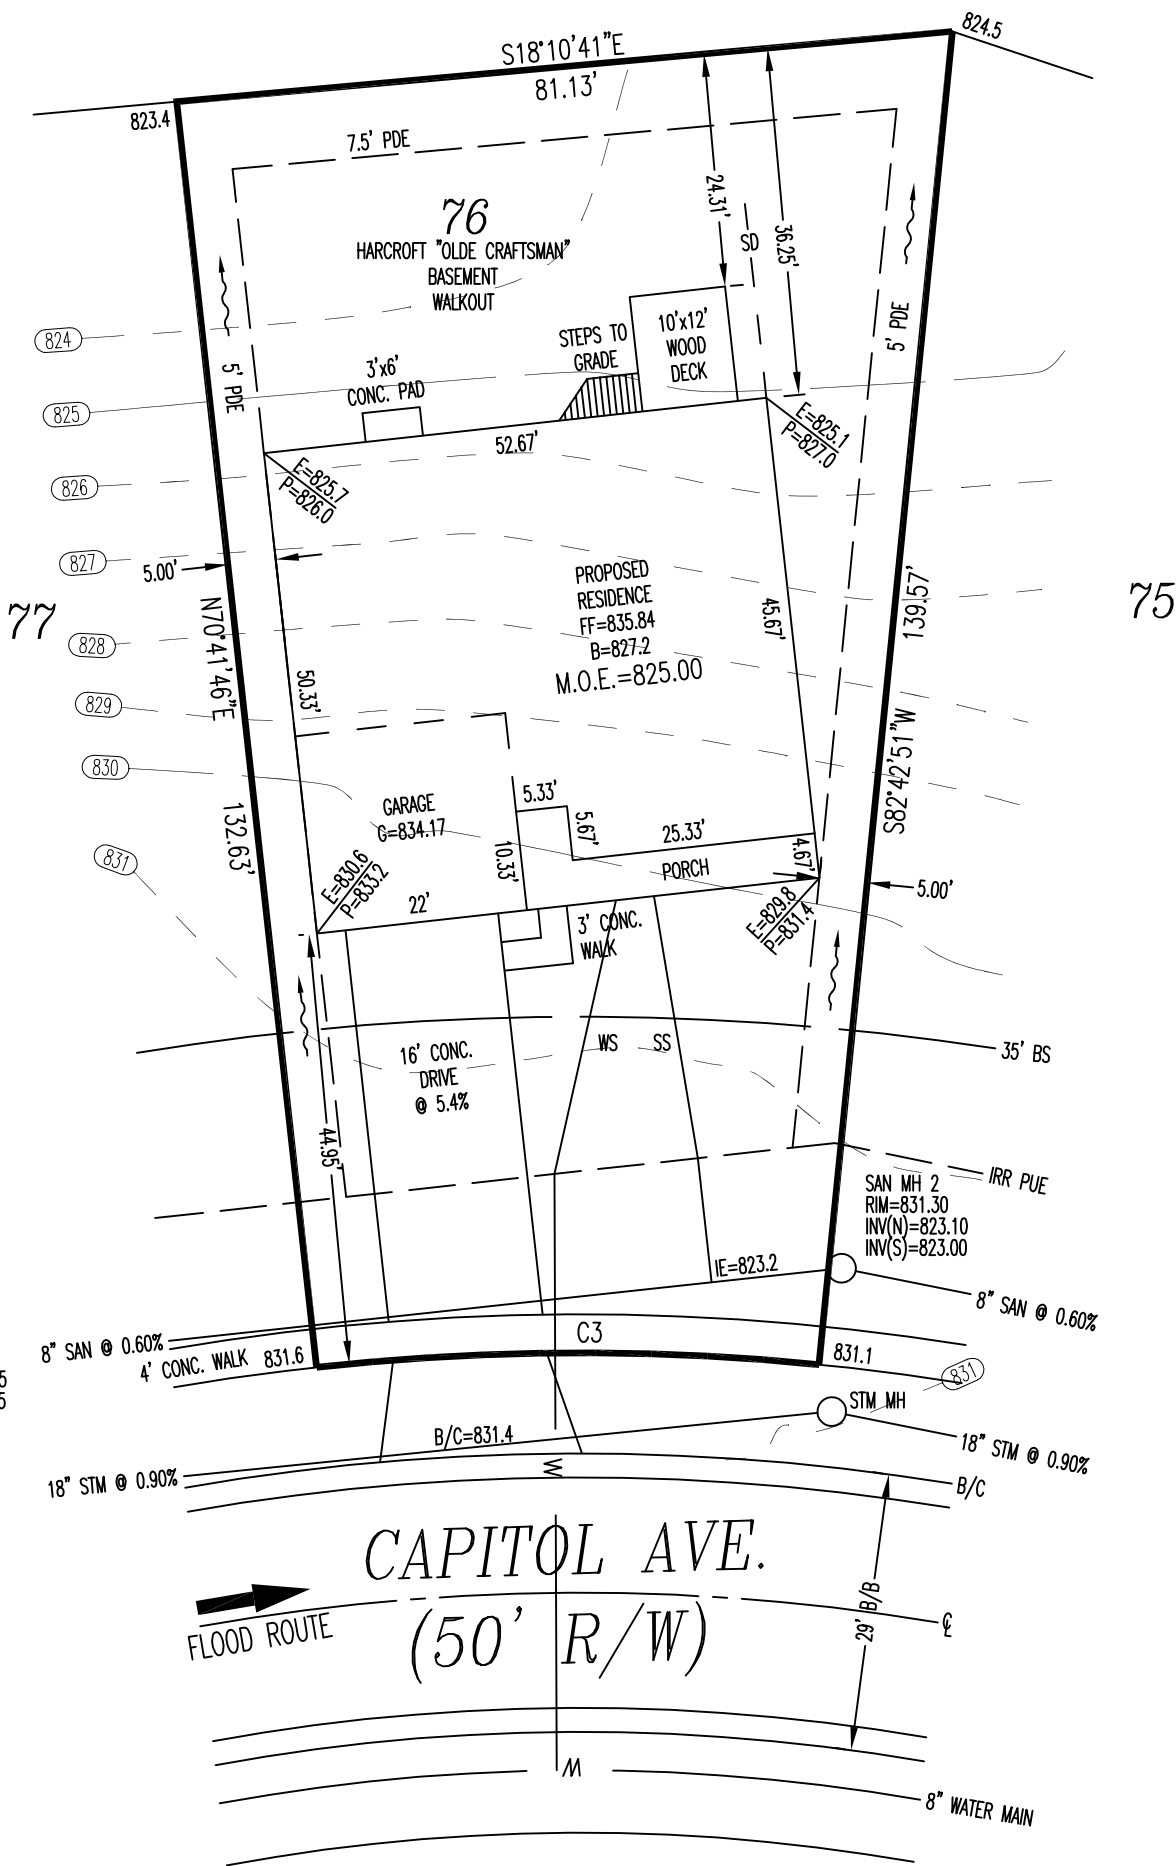 824.5
S18°10'41"E
81.13'
823.4
7.5' PDE
24.31'
36.25'
SD
76
HARCROFT "OLDE CRAFTSMAN"
BASEMENT
WALKOUT
5' PDE
5' PDE
824
STEPS TO
GRADE
10'x12'
WOOD
DECK
3'x6'
CONC. PAD
825
52.67'
E=825.1
P=827.0
826
E=825.7
P=826.0
827
5.00'
77
75
PROPOSED
RESIDENCE
FF=835.84
B=827.2
M.O.E.=825.00
45.67'
139.57'
S82°42'51"W
N70°41'46"E
132.63'
828
50.33'
829
830
GARAGE
G=834.17
5.33'
5.67'
25.33'
10.33'
4.67'
PORCH
831
E=830.6
P=833.2
22'
E=829.8
P=831.4
5.00'
3' CONC.
WALK
WS
SS
35' BS
16' CONC.
DRIVE
@ 5.4%
44.95'
IRR PUE
SAN MH 2
RIM=831.30
INV(N)=823.10
INV(S)=823.00
IE=823.2
8" SAN @ 0.60%
8" SAN @ 0.60%
C3
4' CONC. WALK
831.6
831.1
831
5
5
STM MH
B/C=831.4
18" STM @ 0.90%
18" STM @ 0.90%
B/C
W
CAPITOL AVE.
(50' R/W)
FLOOD ROUTE
29' B/B
℄
W
8" WATER MAIN